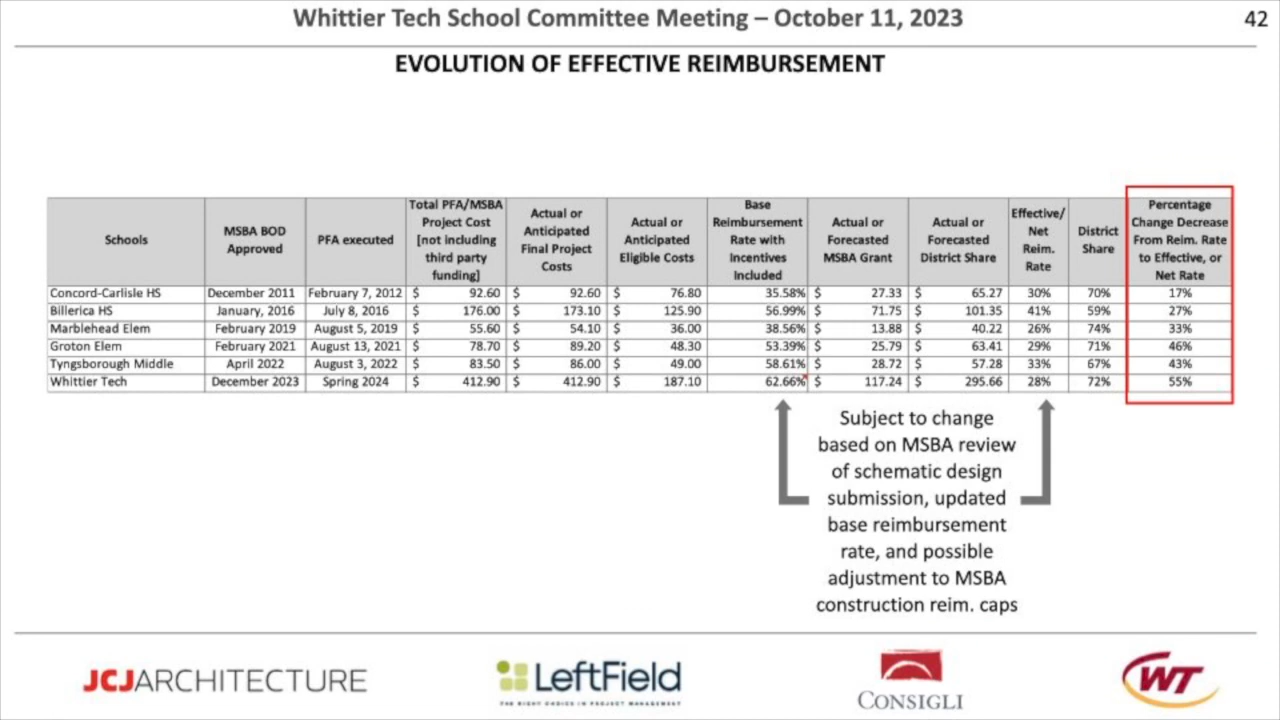 Whittier Tech School Committee Meeting – October 11, 2023
42
EVOLUTION OF EFFECTIVE REIMBURSEMENT
Schools
MSBA BOD
Approved
PFA executed
Total PFA/MSBA
Project Cost
[not including
third party
funding]
Actual or
Anticipated
Final Project
Costs
Actual or
Anticipated
Eligible Costs
Base
Reimbursement
Rate with
Incentives
Included
Actual or
Forecasted
MSBA Grant
Actual or
Forecasted
District Share
Effective/
Net
Reim.
Rate
District
Share
Percentage
Change Decrease
From Reim. Rate
to Effective, or
Net Rate
Concord-Carlisle HS December 2011 February 7, 2012 $ 92.60 $ 92.60 $ 76.80 35.58% $ 27.33 $ 65.27 30% 70% 17%
Billerica HS January, 2016 July 8, 2016 $ 176.00 $ 173.10 $ 125.90 56.99% $ 71.75 $ 101.35 41% 59% 27%
Marblehead Elem February 2019 August 5, 2019 $ 55.60 $ 54.10 $ 36.00 38.56% $ 13.88 $ 40.22 26% 74% 33%
Groton Elem February 2021 August 13, 2021 $ 78.70 $ 89.20 $ 48.30 53.39% $ 25.79 $ 63.41 29% 71% 46%
Tyngsborough Middle April 2022 August 3, 2022 $ 83.50 $ 86.00 $ 49.00 58.61% $ 28.72 $ 57.28 33% 67% 43%
Whittier Tech December 2023 Spring 2024 $ 412.90 $ 412.90 $ 187.10 62.66% $ 117.24 $ 295.66 28% 72% 55%
Subject to change
based on MSBA review
of schematic design
submission, updated
base reimbursement
rate, and possible
adjustment to MSBA
construction reim. caps
JCJARCHITECTURE
LeftField
THE RIGHT CHOICE IN PROJECT MANAGEMENT
CONSIGLI
WT